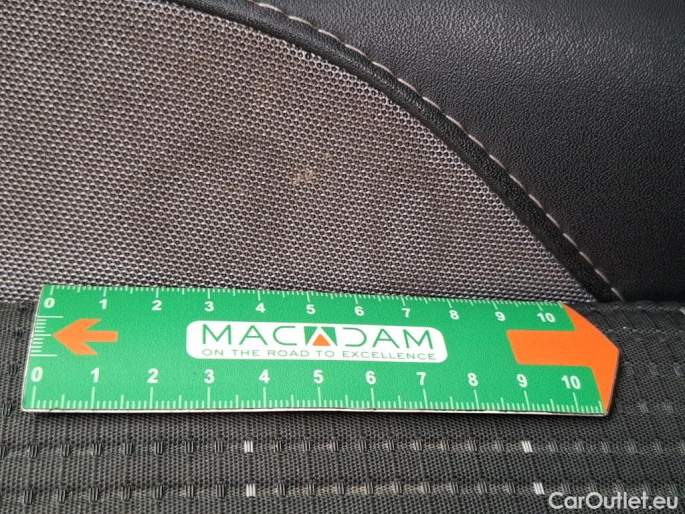 0 1 2 3 4 5 6 7 8 9 10
MACADAM
ON THE ROAD TO EXCELLENCE
0 1 2 3 4 5 6 7 8 9 10
CarOutlet.eu